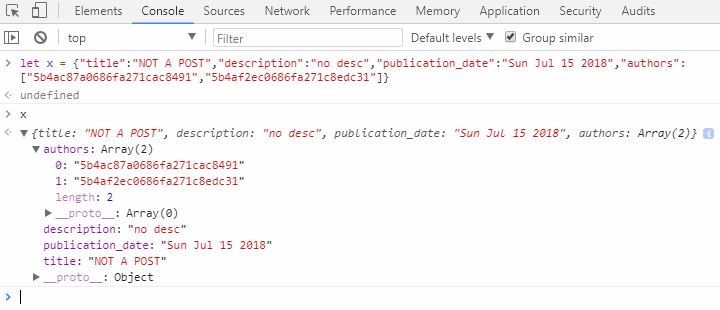 Elements Console Sources Network Performance Memory Application Security Audits
top Filter Default levels Group similar
let x = {"title":"NOT A POST","description":"no desc","publication_date":"Sun Jul 15 2018","authors":
["5b4ac87a0686fa271cac8491","5b4af2ec0686fa271c8edc31"]}
undefined
x
{title: "NOT A POST", description: "no desc", publication_date: "Sun Jul 15 2018", authors: Array(2)}
authors: Array(2)
0: "5b4ac87a0686fa271cac8491"
1: "5b4af2ec0686fa271c8edc31"
length: 2
__proto__: Array(0)
description: "no desc"
publication_date: "Sun Jul 15 2018"
title: "NOT A POST"
__proto__: Object